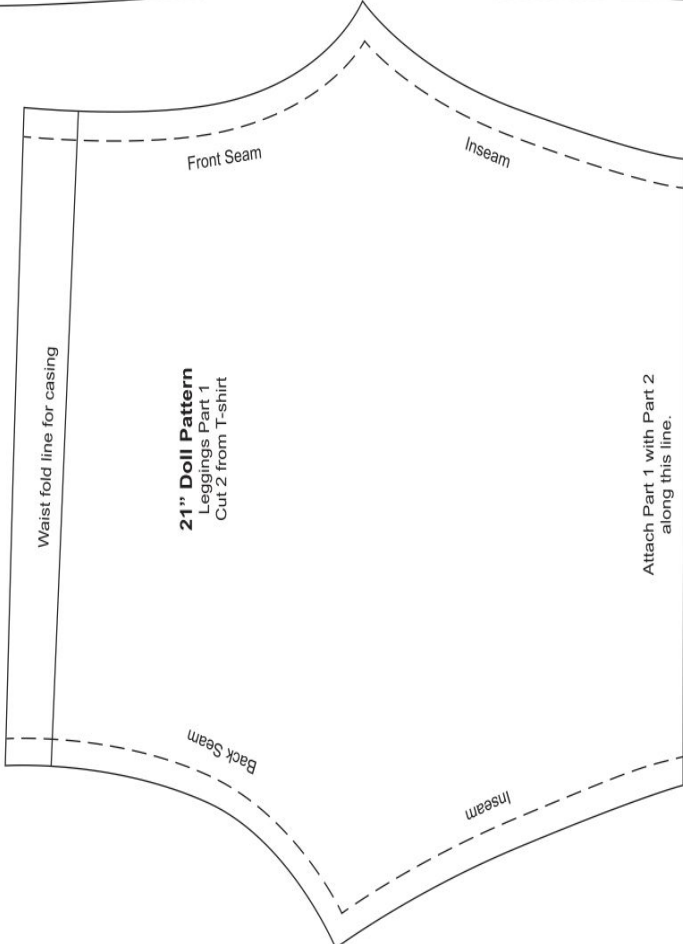 Front Seam
Inseam
Waist fold line for casing
21” Doll Pattern
Leggings Part 1
Cut 2 from T-shirt
Attach Part 1 with Part 2
along this line.
Back Seam
Inseam